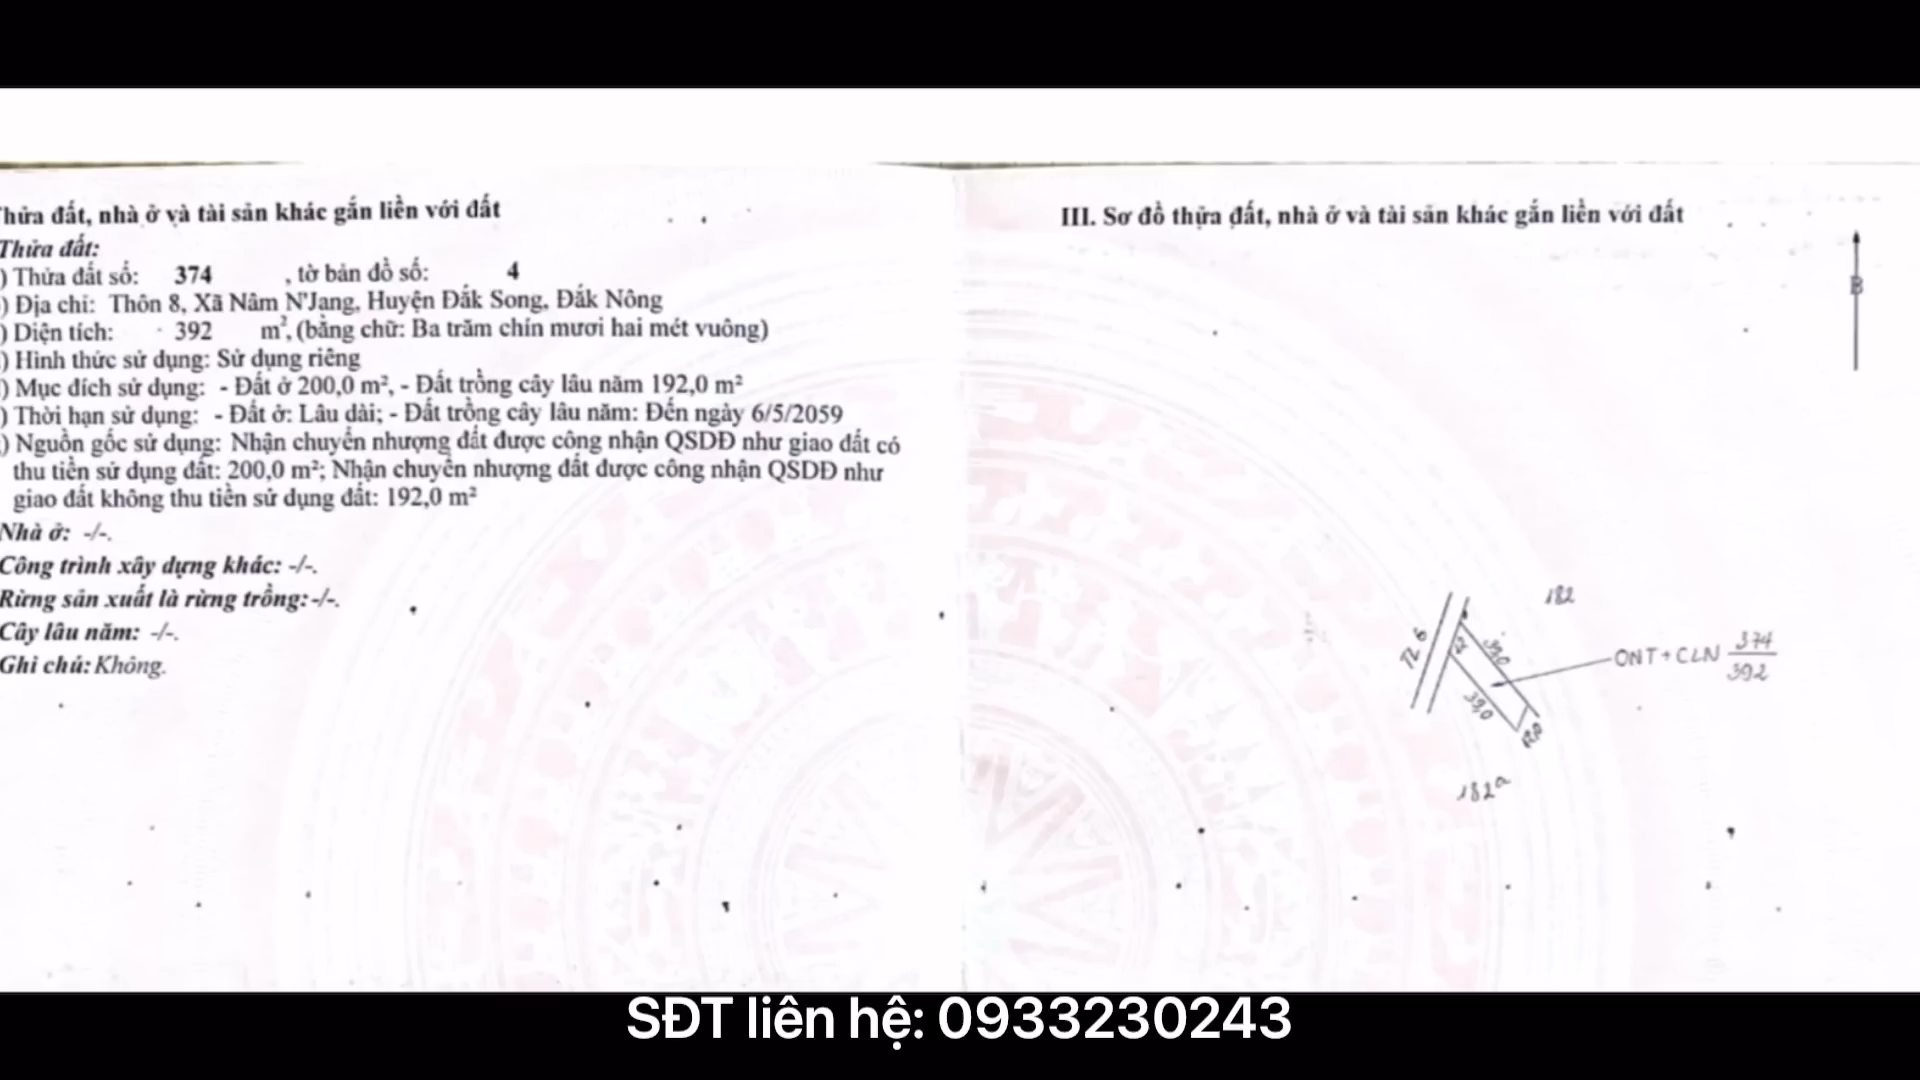 hửa đất, nhà ở và tài sản khác gắn liền với đất
Thửa đất:
) Thửa đất số: 374 , tờ bản đồ số: 4
) Địa chỉ: Thôn 8, Xã Nâm N'Jang, Huyện Đắk Song, Đắk Nông
) Diện tích: 392 m², (bằng chữ: Ba trăm chín mươi hai mét vuông)
) Hình thức sử dụng: Sử dụng riêng
) Mục đích sử dụng: - Đất ở 200,0 m², - Đất trồng cây lâu năm 192,0 m²
) Thời hạn sử dụng: - Đất ở: Lâu dài; - Đất trồng cây lâu năm: Đến ngày 6/5/2059
) Nguồn gốc sử dụng: Nhận chuyển nhượng đất được công nhận QSDĐ như giao đất có
thu tiền sử dụng đất: 200,0 m²; Nhận chuyển nhượng đất được công nhận QSDĐ như
giao đất không thu tiền sử dụng đất: 192,0 m²
Nhà ở: -/-.
Công trình xây dựng khác: -/-.
Rừng sản xuất là rừng trồng:-/-.
Cây lâu năm: -/-.
Ghi chú: Không.
III. Sơ đồ thửa đất, nhà ở và tài sản khác gắn liền với đất
B
182
39,0
ONT+CLN 374
392
39,0
182a
SĐT liên hệ: 0933230243